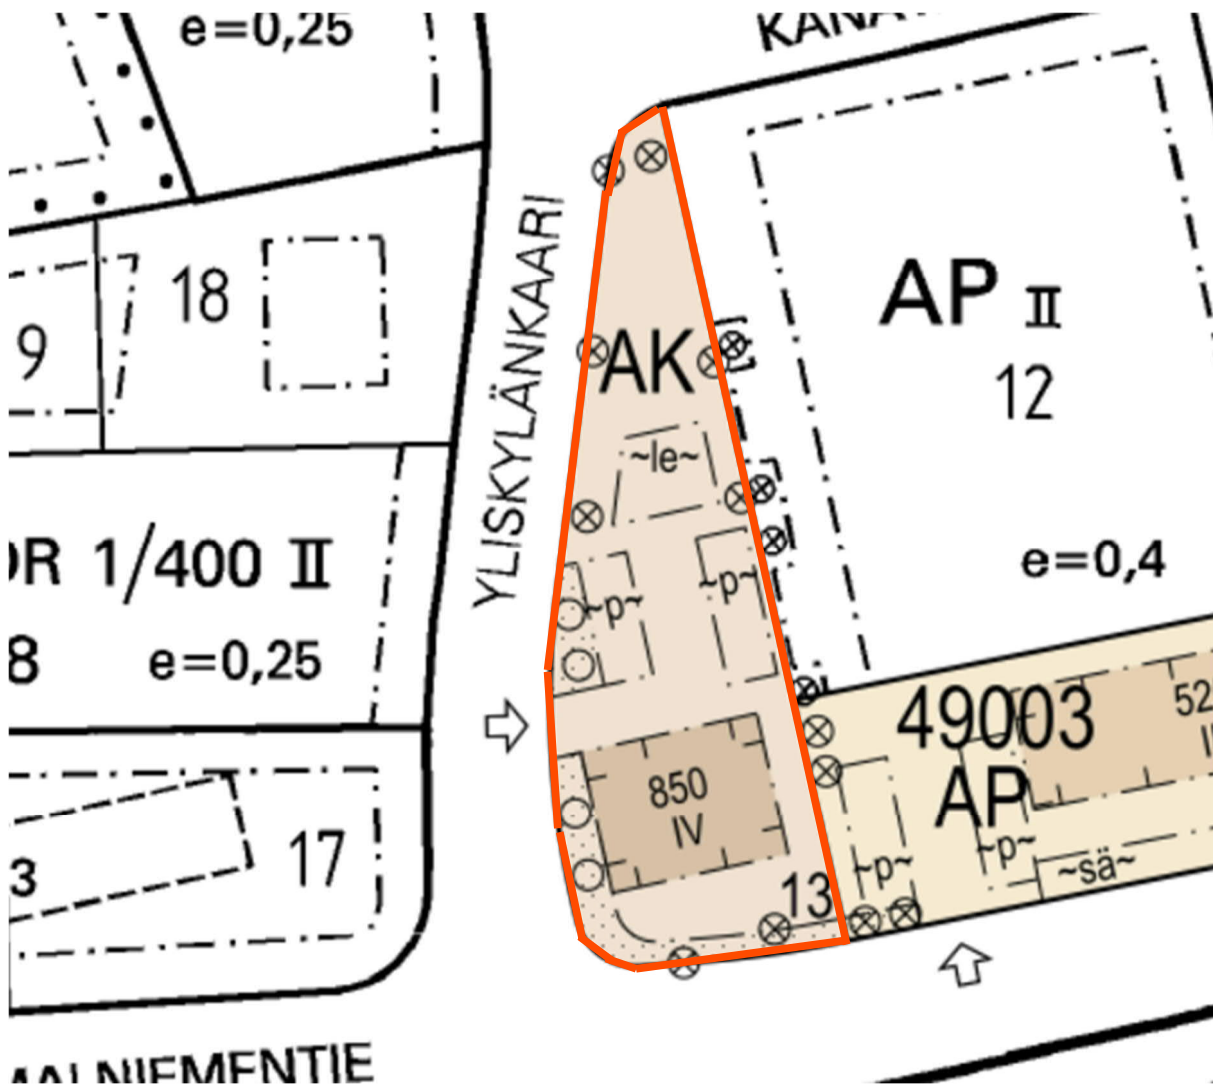 e=0,25
18
9
YLISKYLÄNKAARI
AK
AP II
12
~le~
1/400 II
e=0,4
~p~
~p~
8
e=0,25
49003
850
IV
AP
17
3
13
~p~
~p~
~sä~